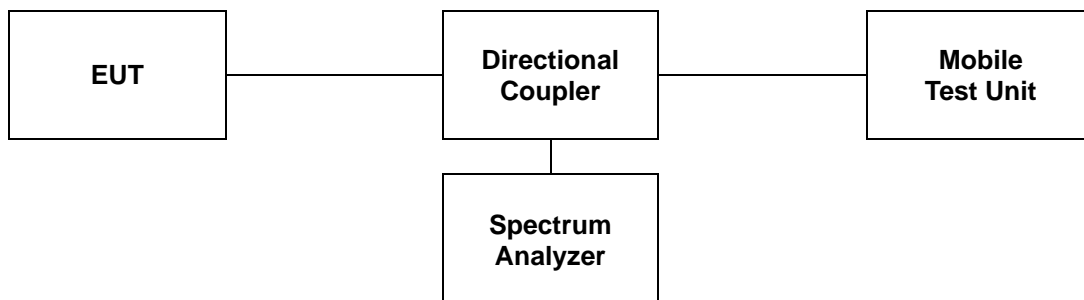 EUT
Directional
Coupler
Mobile
Test Unit
Spectrum
Analyzer